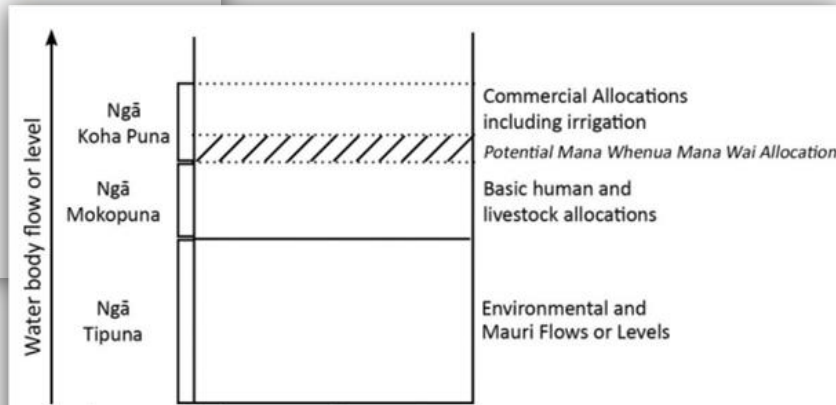 Water body flow or level
Ngā
Koha Puna
Commercial Allocations
including irrigation
Potential Mana Whenua Mana Wai Allocation
Ngā
Mokopuna
Basic human and
livestock allocations
Ngā
Tipuna
Environmental and
Mauri Flows or Levels